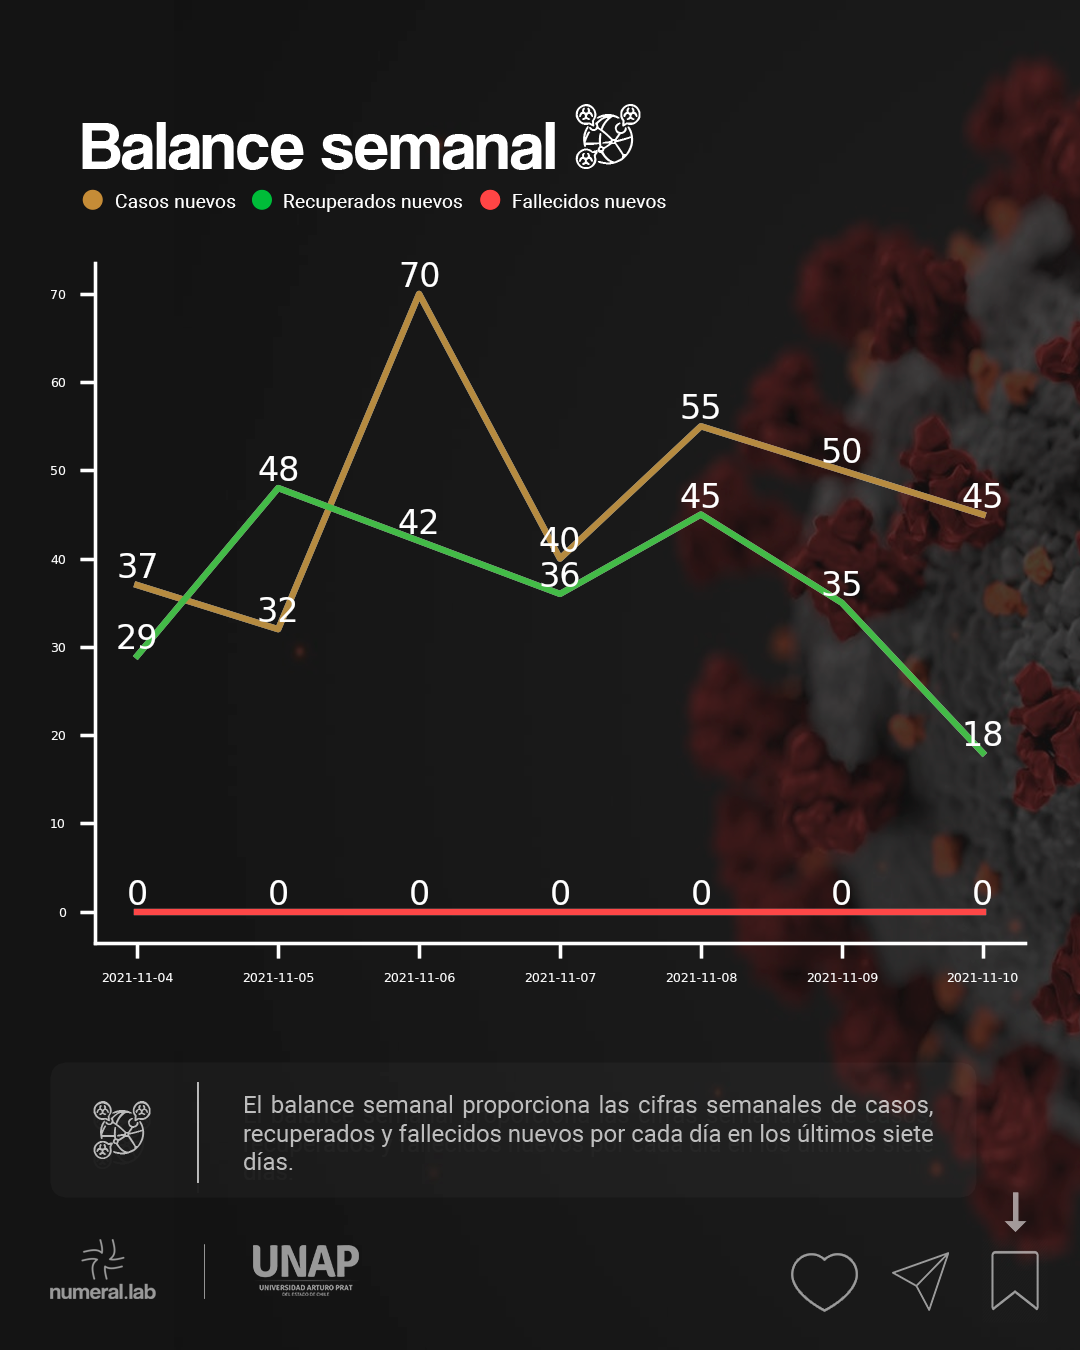 Balance semanal
Casos nuevos Recuperados nuevos Fallecidos nuevos
70
60
50
40
30
20
10
0
70
55
50
48
45
45
42
40
37
36
35
32
29
18
0 0 0 0 0 0 0
2021-11-04 2021-11-05 2021-11-06 2021-11-07 2021-11-08 2021-11-09 2021-11-10
El balance semanal proporciona las cifras semanales de casos,
recuperados y fallecidos nuevos por cada día en los últimos siete
días.
numeral.lab
UNAP
UNIVERSIDAD ARTURO PRAT
DEL ESTADO DE CHILE